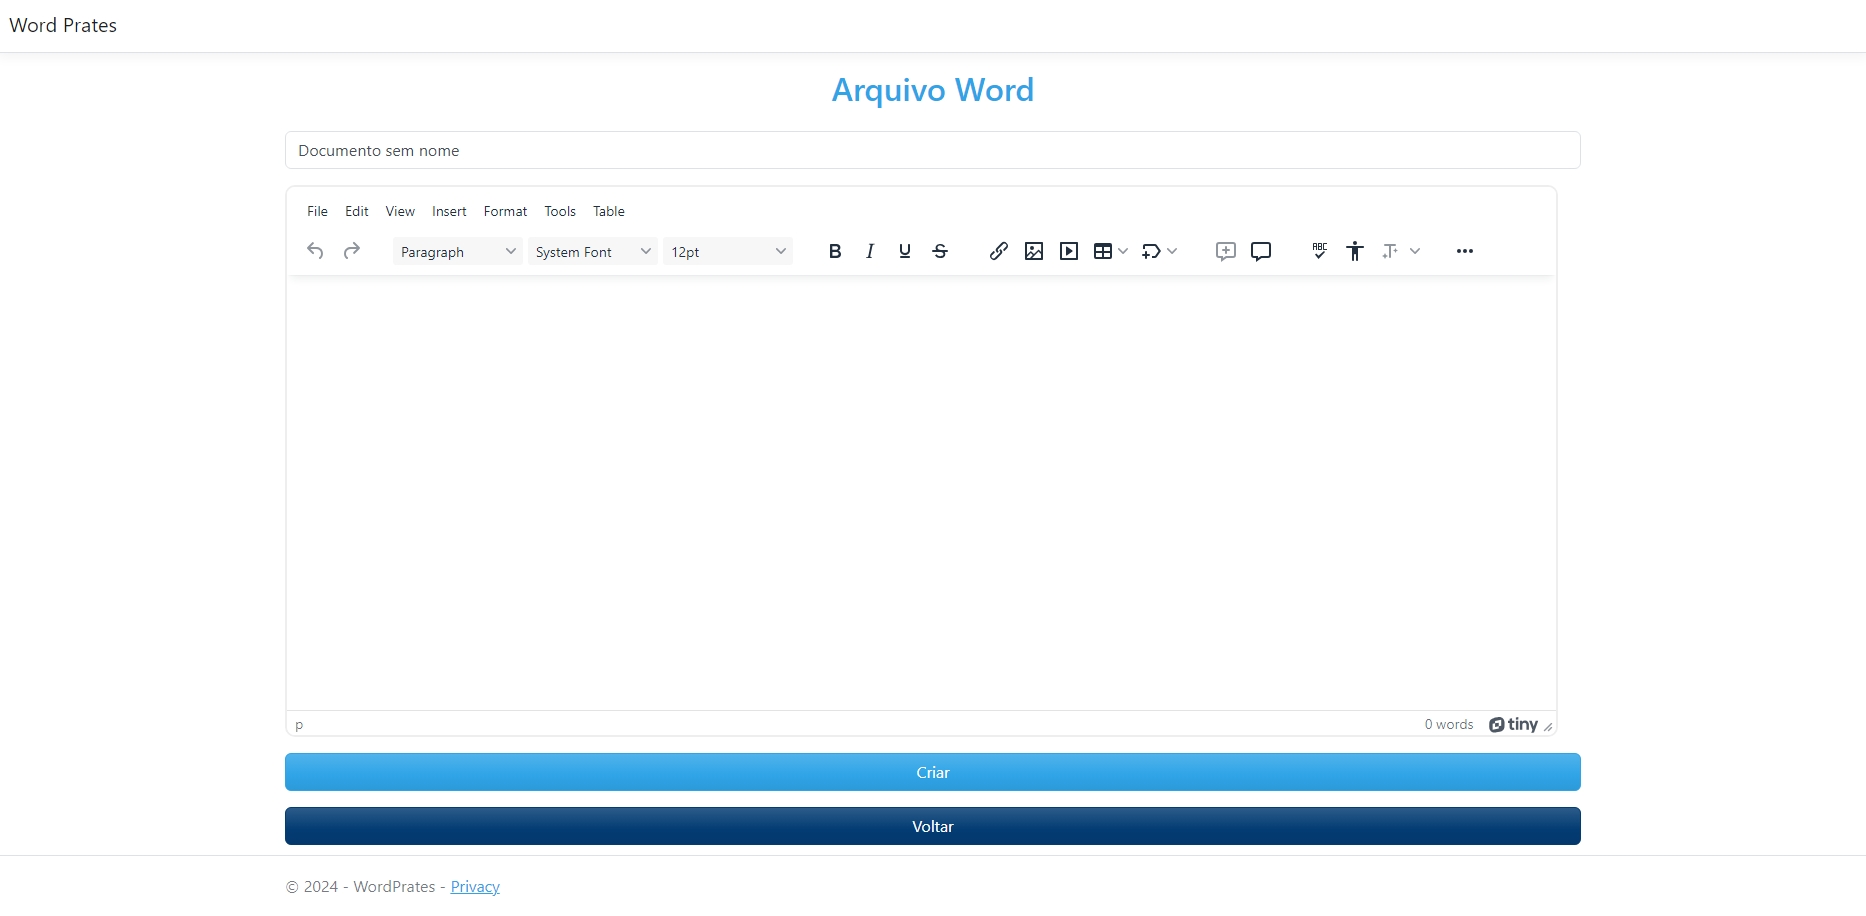 Word Prates
Arquivo Word
Documento sem nome
File Edit View Insert Format Tools Table
Paragraph System Font 12pt B I U S ABC
p 0 words tiny
Criar
Voltar
© 2024 - WordPrates - Privacy